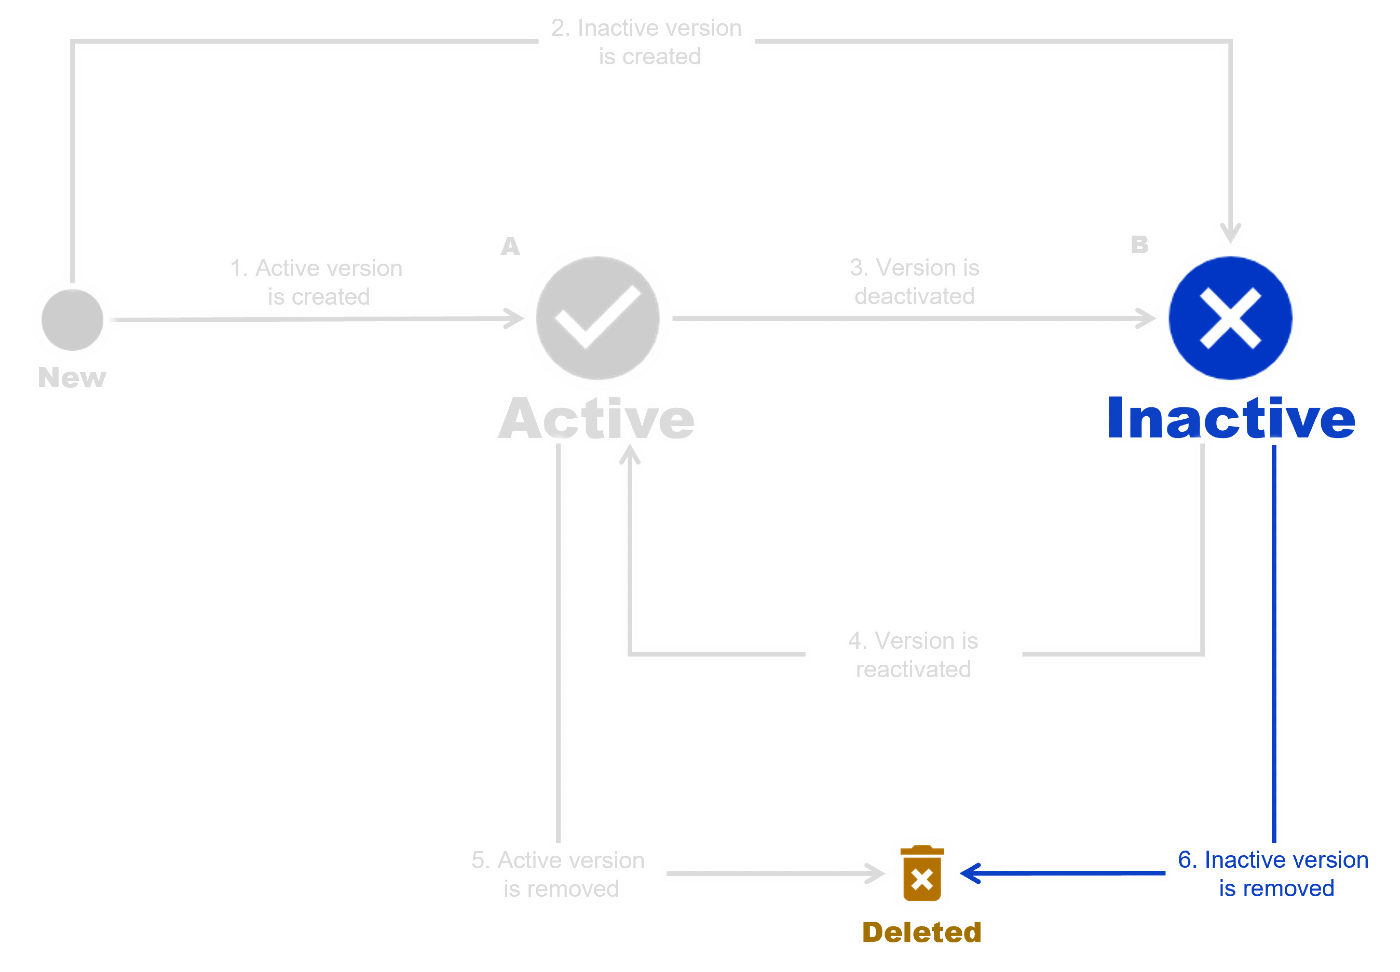 2. Inactive version
is created
A
B
1. Active version
is created
3. Version is
deactivated
New
Active
Inactive
4. Version is
reactivated
5. Active version
is removed
6. Inactive version
is removed
Deleted